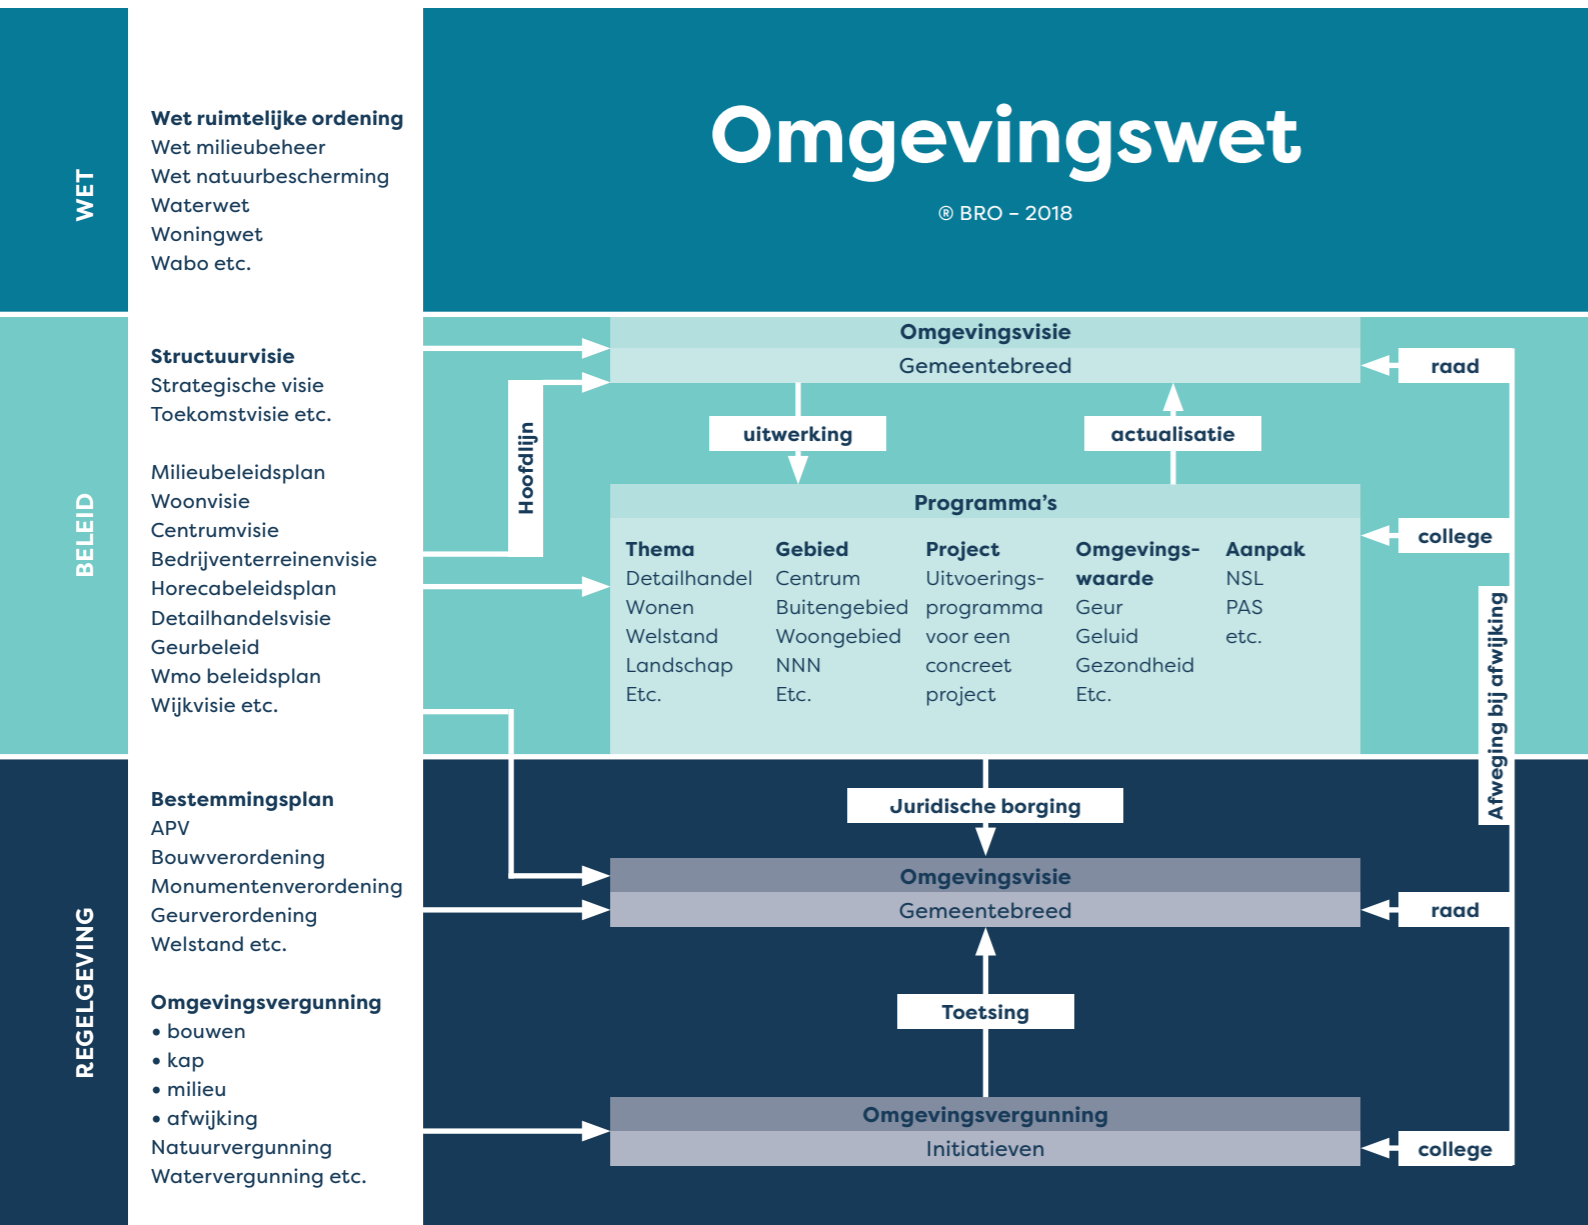 WET
Wet ruimtelijke ordening
Wet milieubeheer
Wet natuurbescherming
Waterwet
Woningwet
Wabo etc.
Omgevingswet
® BRO – 2018
BELEID
Structuurvisie
Strategische visie
Toekomstvisie etc.
Milieubeleidsplan
Woonvisie
Centrumvisie
Bedrijventerreinenvisie
Horecabeleidsplan
Detailhandelsvisie
Geurbeleid
Wmo beleidsplan
Wijkvisie etc.
Hoofdlijn
Omgevingsvisie
Gemeentebreed
raad
uitwerking
actualisatie
Programma's
college
Thema
Detailhandel
Wonen
Welstand
Landschap
Etc.
Gebied
Centrum
Buitengebied
Woongebied
NNN
Etc.
Project
Uitvoerings-
programma
voor een
concreet
project
Omgevings-
waarde
Geur
Geluid
Gezondheid
Etc.
Aanpak
NSL
PAS
etc.
Afweging bij afwijking
REGELGEVING
Bestemmingsplan
APV
Bouwverordening
Monumentenverordening
Geurverordening
Welstand etc.
Omgevingsvergunning
• bouwen
• kap
• milieu
• afwijking
Natuurvergunning
Watervergunning etc.
Juridische borging
Omgevingsvisie
Gemeentebreed
raad
Toetsing
Omgevingsvergunning
Initiatieven
college